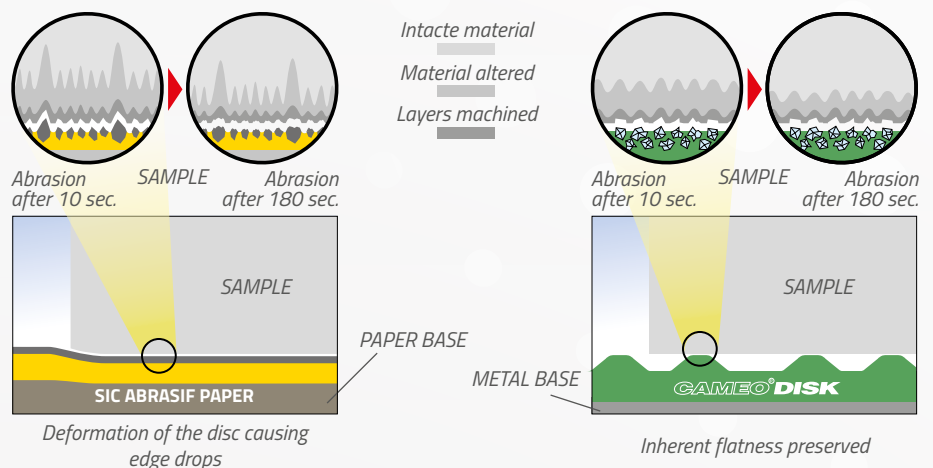 Intacte material
Material altered
Layers machined
Abrasion
after 10 sec.
SAMPLE
Abrasion
after 180 sec.
SAMPLE
PAPER BASE
SIC ABRASIF PAPER
Deformation of the disc causing
edge drops
Abrasion
after 10 sec.
SAMPLE
Abrasion
after 180 sec.
SAMPLE
METAL BASE
CAMEO® DISK
Inherent flatness preserved